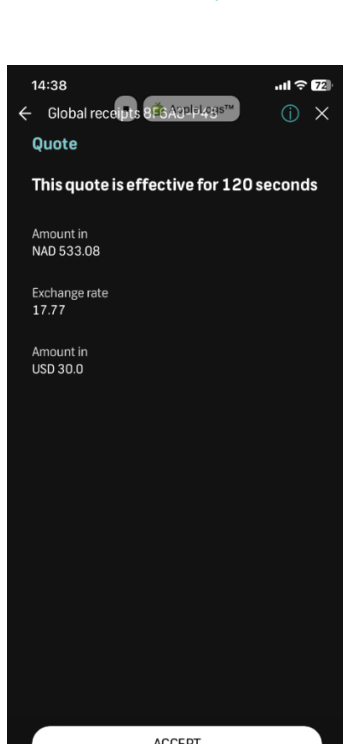 14:38
72
Global receipts
Quote
This quote is effective for 120 seconds
Amount in
NAD 533.08
Exchange rate
17.77
Amount in
USD 30.0
ACCEPT